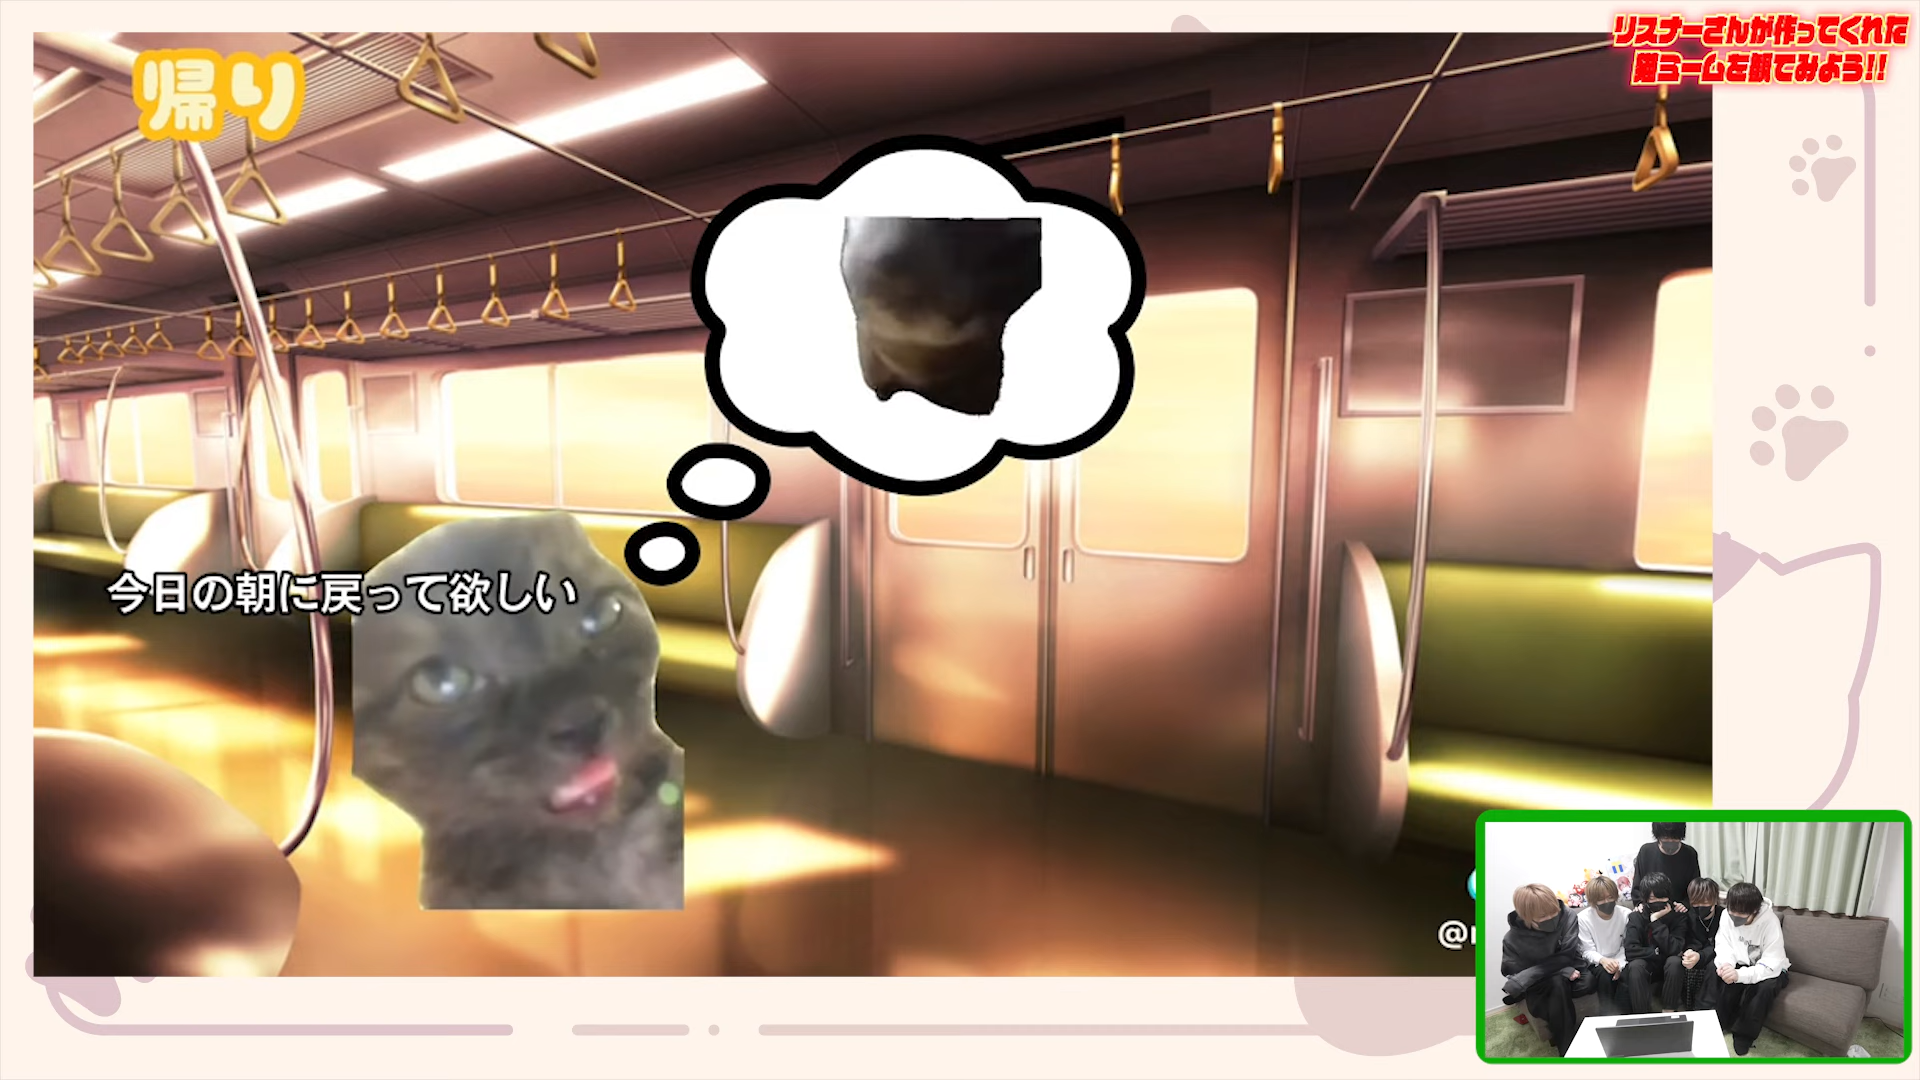 リスナーさんが作ってくれた
猫ミームを観てみよう!!
帰り
今日の朝に戻って欲しい